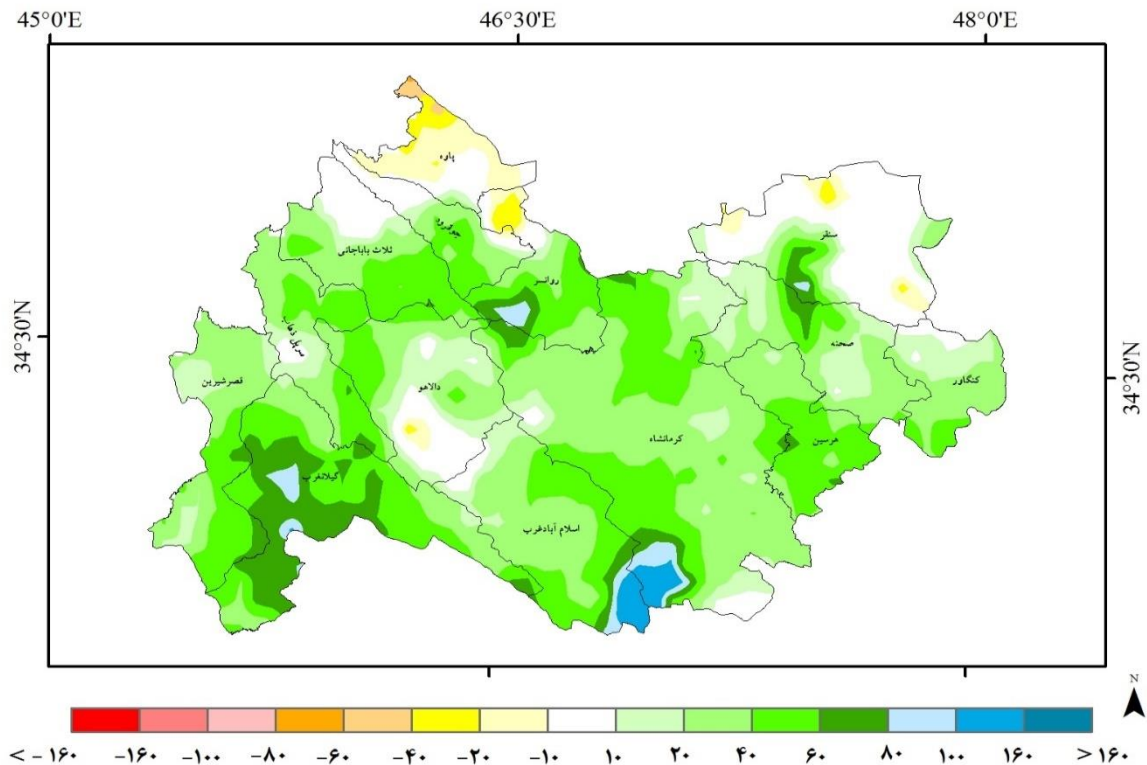 45°0'E 46°30'E 48°0'E
پاوه
سنقر
جوانرود
ثلاث باباجانی
روانسر
34°30'N
سرپل ذهاب
صحنه
34°30'N
قصرشیرین
دالاهو
کنگاور
کرمانشاه
هرسین
گیلانغرب
اسلام آبادغرب
N
< -۱۶۰ -۱۶۰ -۱۰۰ -۸۰ -۶۰ -۴۰ -۲۰ -۱۰ ۱۰ ۲۰ ۴۰ ۶۰ ۸۰ ۱۰۰ ۱۶۰ > ۱۶۰